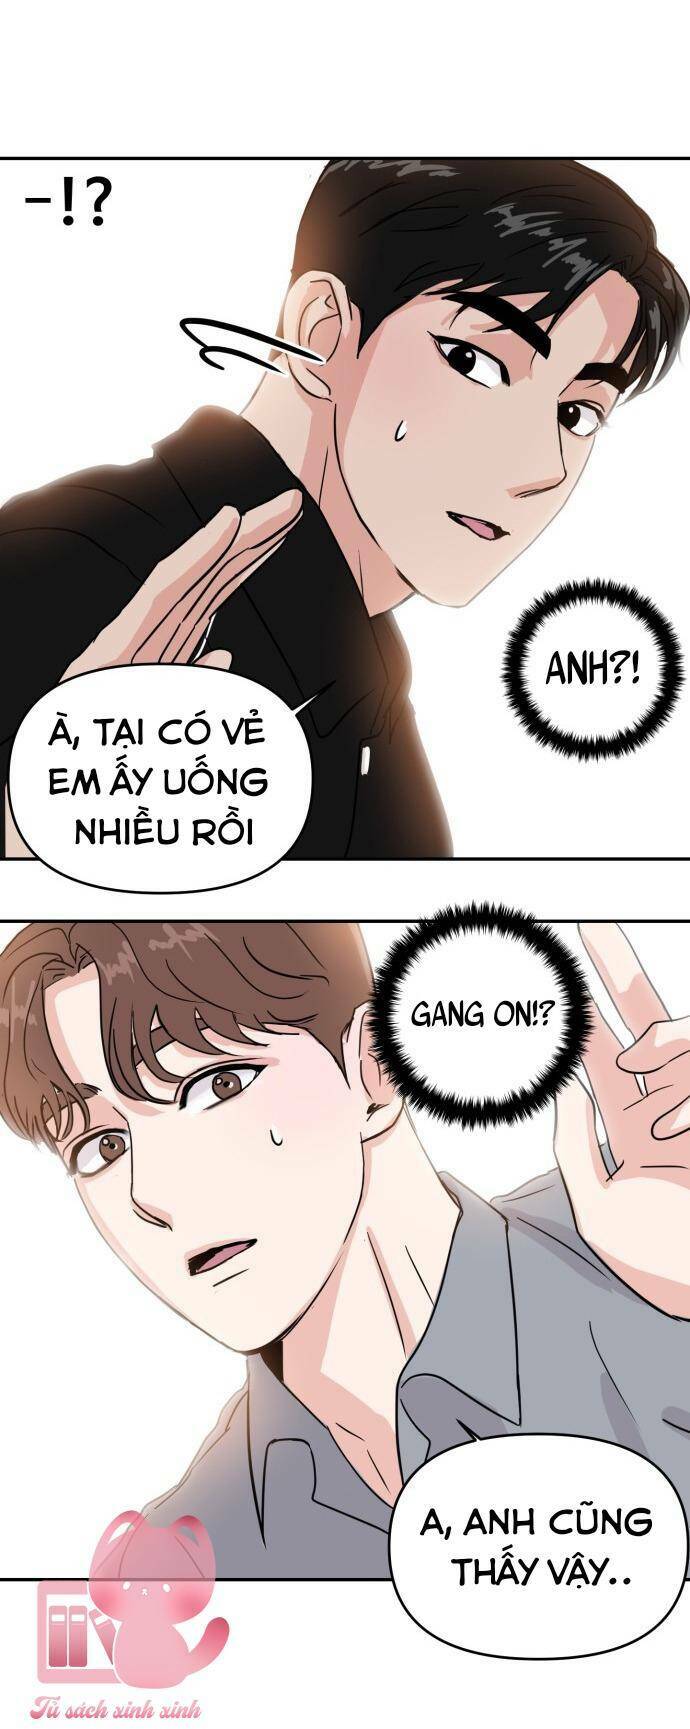 -!?
ANH?!
À, TẠI CÓ VẺ
EM ẤY UỐNG
NHIỀU RỒI
GANG ON!?
A, ANH CŨNG
THẤY VẬY..
Tủ sách xinh xinh